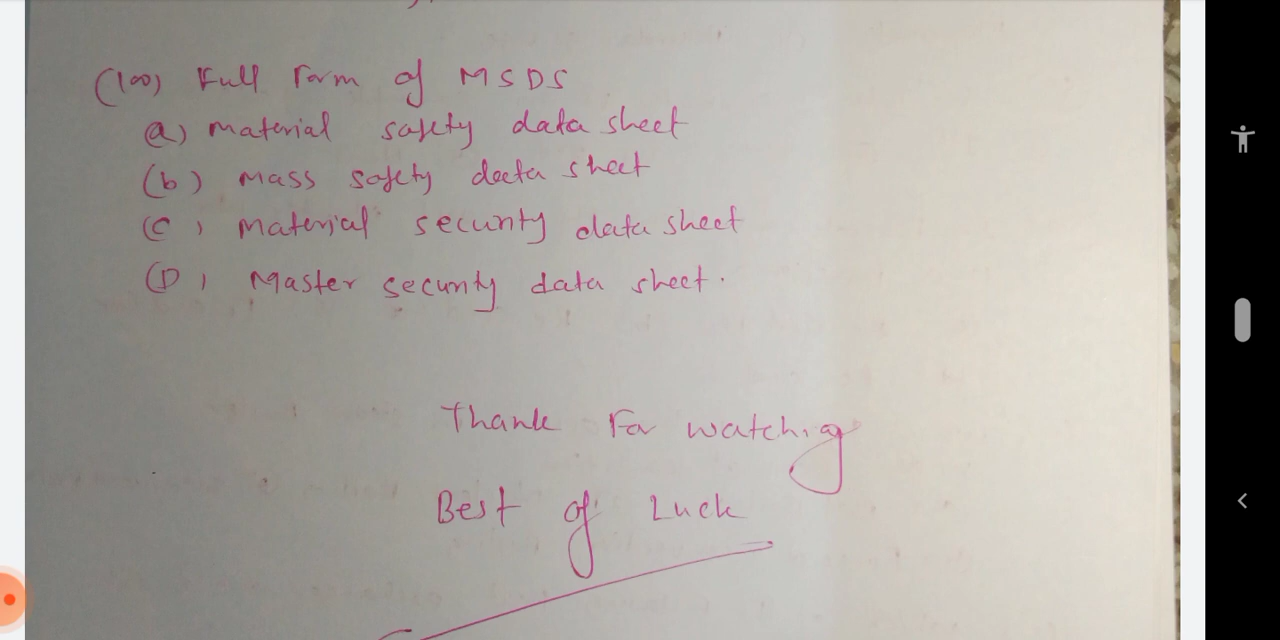 (100) Full Form of MSDS
(a) material safety data sheet
(b) mass safety data sheet
(C) material security data sheet
(D) Master security data sheet.
Thank For watching
Best of Luck